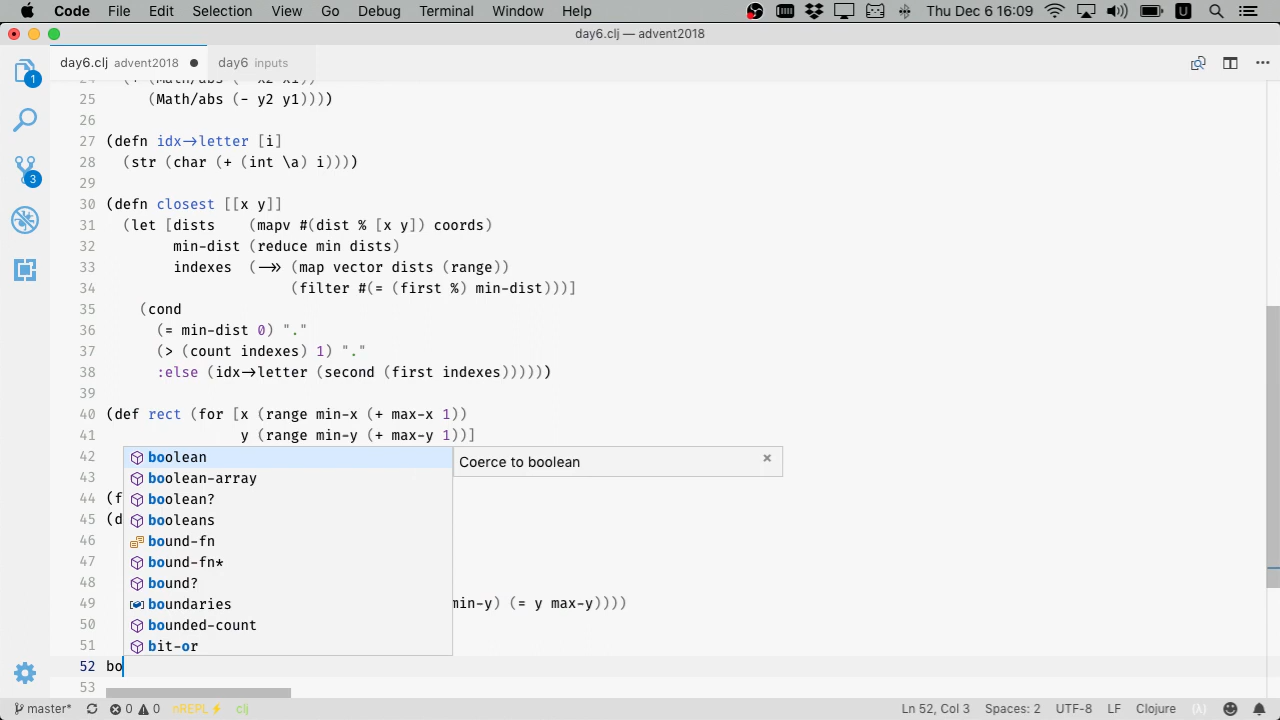 Code File Edit Selection View Go Debug Terminal Window Help Thu Dec 6 16:09
day6.clj — advent2018
day6.clj advent2018 day6 inputs
25 (Math/abs (- y2 y1))))
26
27 (defn idx->letter [i]
28 (str (char (+ (int \a) i))))
29
30 (defn closest [[x y]]
31 (let [dists (mapv #(dist % [x y]) coords)
32 min-dist (reduce min dists)
33 indexes (->> (map vector dists (range))
34 (filter #(= (first %) min-dist)))]
35 (cond
36 (= min-dist 0) "."
37 (> (count indexes) 1) "."
38 :else (idx->letter (second (first indexes))))))
39
40 (def rect (for [x (range min-x (+ max-x 1))
41 y (range min-y (+ max-y 1))]
42 boolean Coerce to boolean ×
43 boolean-array
44 (f boolean?
45 (d booleans
46 bound-fn
47 bound-fn*
48 bound?
49 boundaries min-y) (= y max-y))))
50 bounded-count
51 bit-or
52 bo
53
master* 0 0 nREPL clj Ln 52, Col 3 Spaces: 2 UTF-8 LF Clojure (λ)